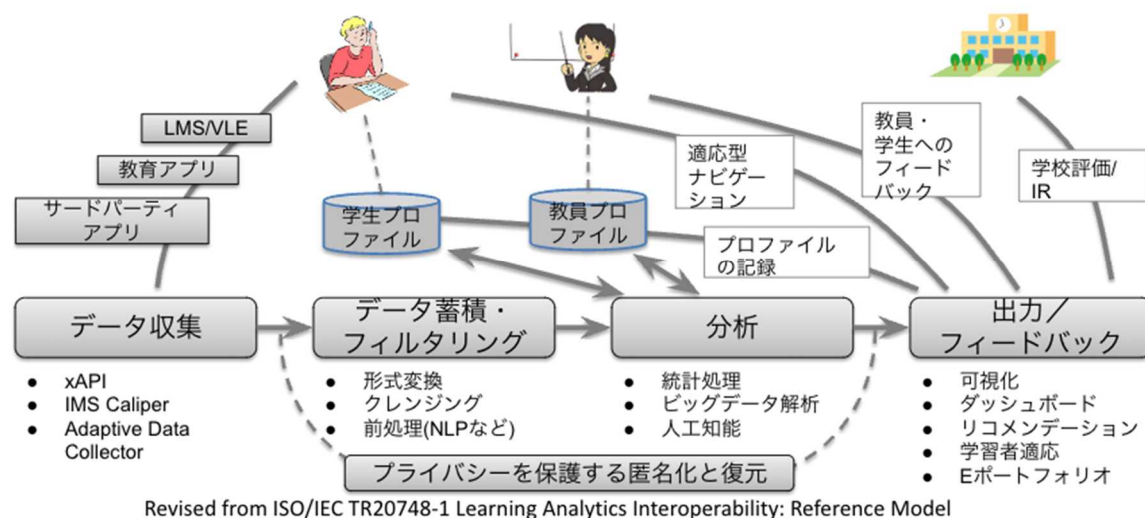 LMS/VLE
教育アプリ
サードパーティ
アプリ
学生プロ
ファイル
教員プロ
ファイル
適応型
ナビゲー
ション
教員・
学生への
フィード
バック
学校評価/
IR
プロファイル
の記録
データ収集
データ蓄積・
フィルタリング
分析
出力／
フィードバック
● xAPI
● IMS Caliper
● Adaptive Data
Collector
● 形式変換
● クレンジング
● 前処理(NLPなど)
● 統計処理
● ビッグデータ解析
● 人工知能
● 可視化
● ダッシュボード
● リコメンデーション
● 学習者適応
● Eポートフォリオ
プライバシーを保護する匿名化と復元
Revised from ISO/IEC TR20748-1 Learning Analytics Interoperability: Reference Model